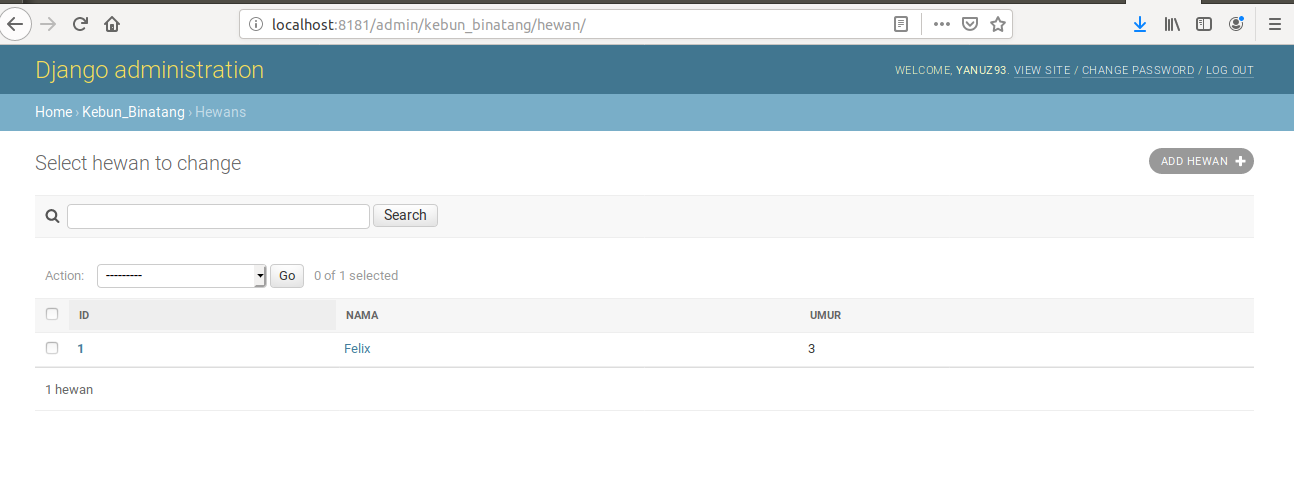 localhost:8181/admin/kebun_binatang/hewan/
Django administration
WELCOME, YANUZ93. VIEW SITE / CHANGE PASSWORD / LOG OUT
Home › Kebun_Binatang › Hewans
Select hewan to change
ADD HEWAN
Search
Action: --------- Go 0 of 1 selected
ID NAMA UMUR
1 Felix 3
1 hewan